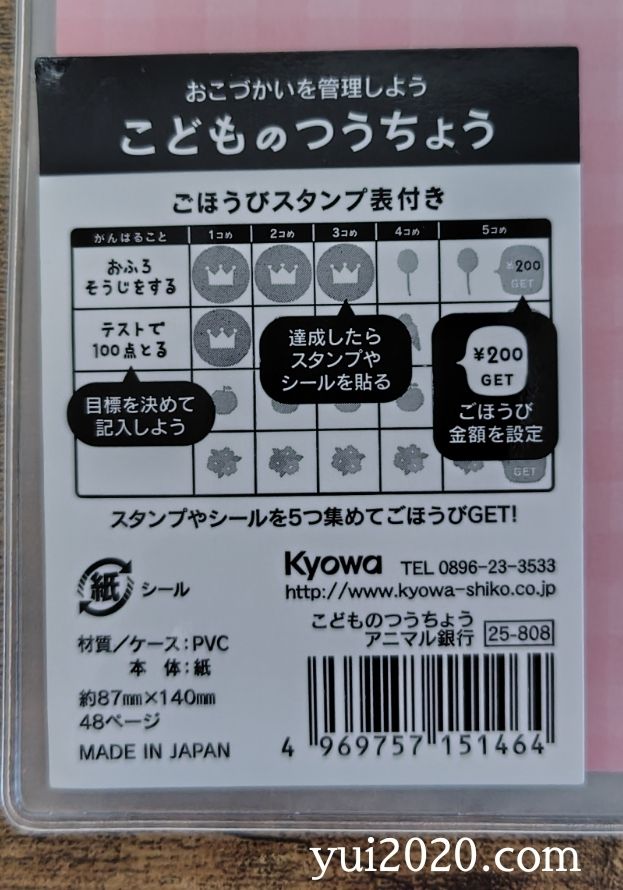 おこづかいを管理しよう
こどものつうちょう
ごほうびスタンプ表付き
がんばること 1コめ 2コめ 3コめ 4コめ 5コめ
おふろ
そうじをする
¥200
GET
テストで
100点とる
達成したら
スタンプや
シールを貼る
¥200
GET
ごほうび
金額を設定
目標を決めて
記入しよう
GET
スタンプやシールを5つ集めてごほうびGET!
紙 シール
Kyowa TEL 0896-23-3533
http://www.kyowa-shiko.co.jp
こどものつうちょう
アニマル銀行 25-808
材質/ケース:PVC
本 体:紙
約87mm×140mm
48ページ
MADE IN JAPAN
4 969757 151464
yui2020.com